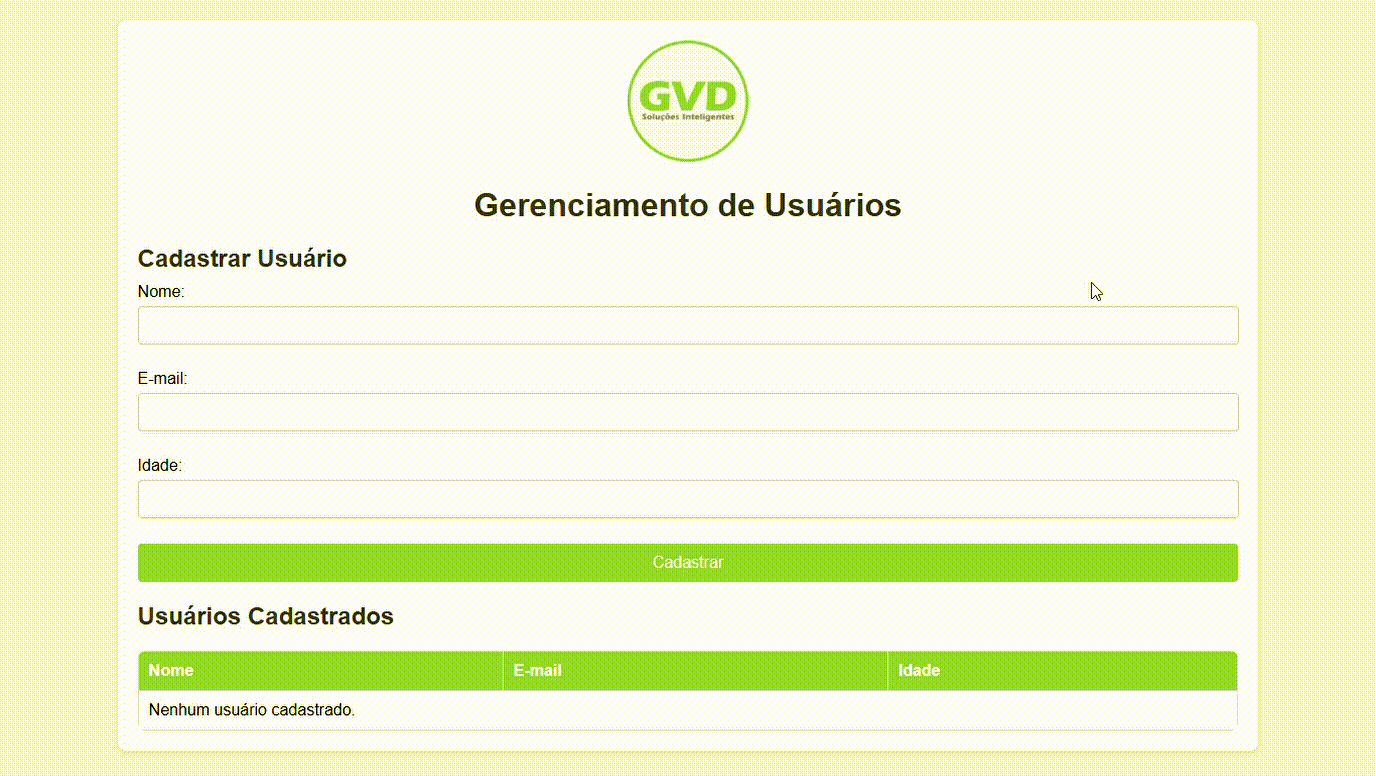 GVD
Soluções Inteligentes
Gerenciamento de Usuários
Cadastrar Usuário
Nome:
E-mail:
Idade:
Cadastrar
Usuários Cadastrados
Nome E-mail Idade
Nenhum usuário cadastrado.